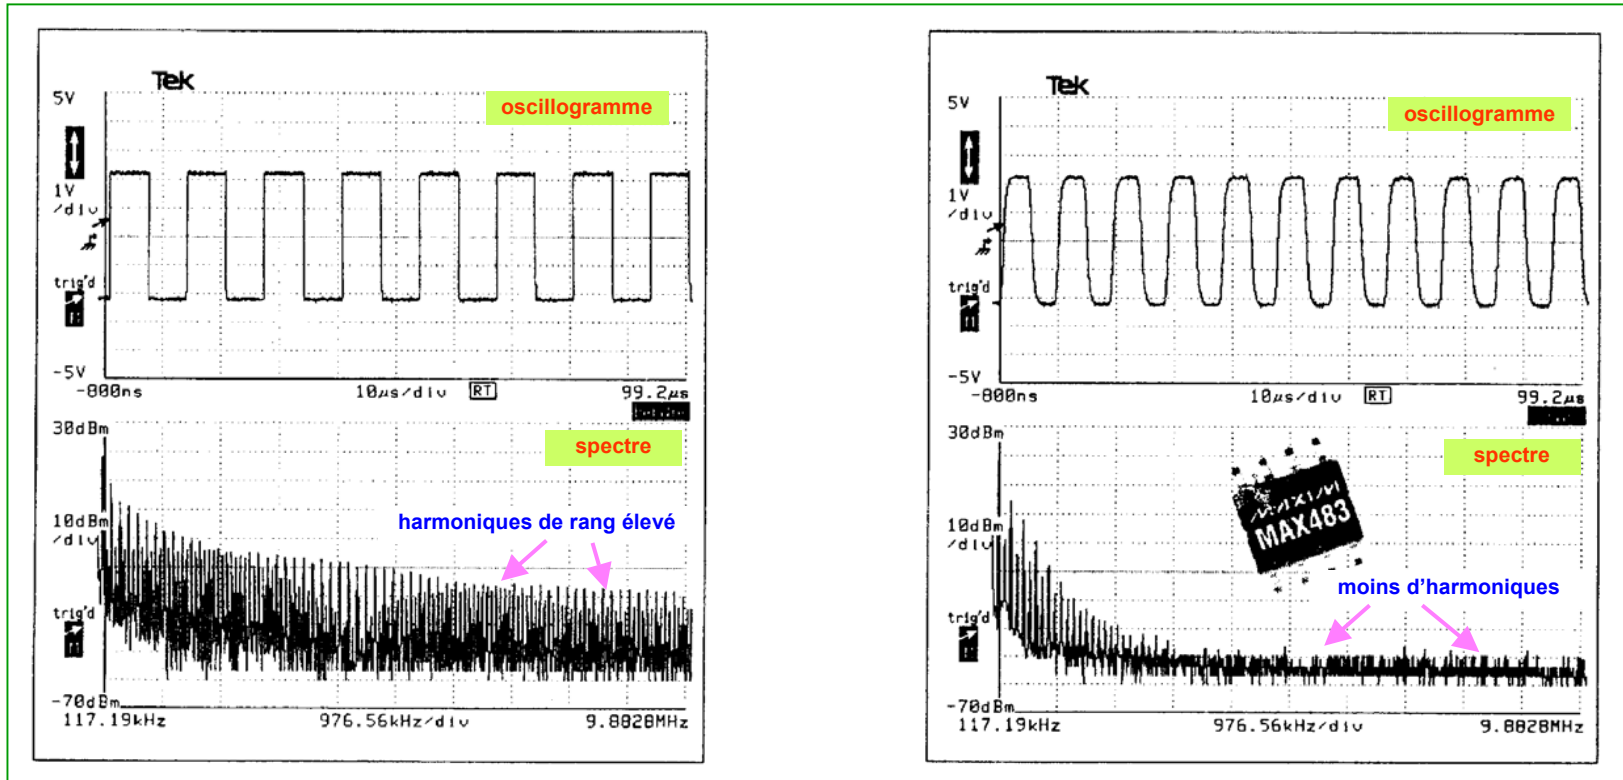 Tek
5V
oscillogramme
1V
/div
trig'd
-5V
-800ns
10µs/div
RT
99.2µs
30dBm
spectre
harmoniques de rang élevé
10dBm
/div
trig'd
-70dBm
117.19kHz
976.56kHz/div
9.8828MHz
Tek
5V
oscillogramme
1V
/div
trig'd
-5V
-800ns
10µs/div
RT
99.2µs
30dBm
spectre
MAXIM
MAX483
10dBm
/div
moins d'harmoniques
trig'd
-70dBm
117.19kHz
976.56kHz/div
9.8828MHz